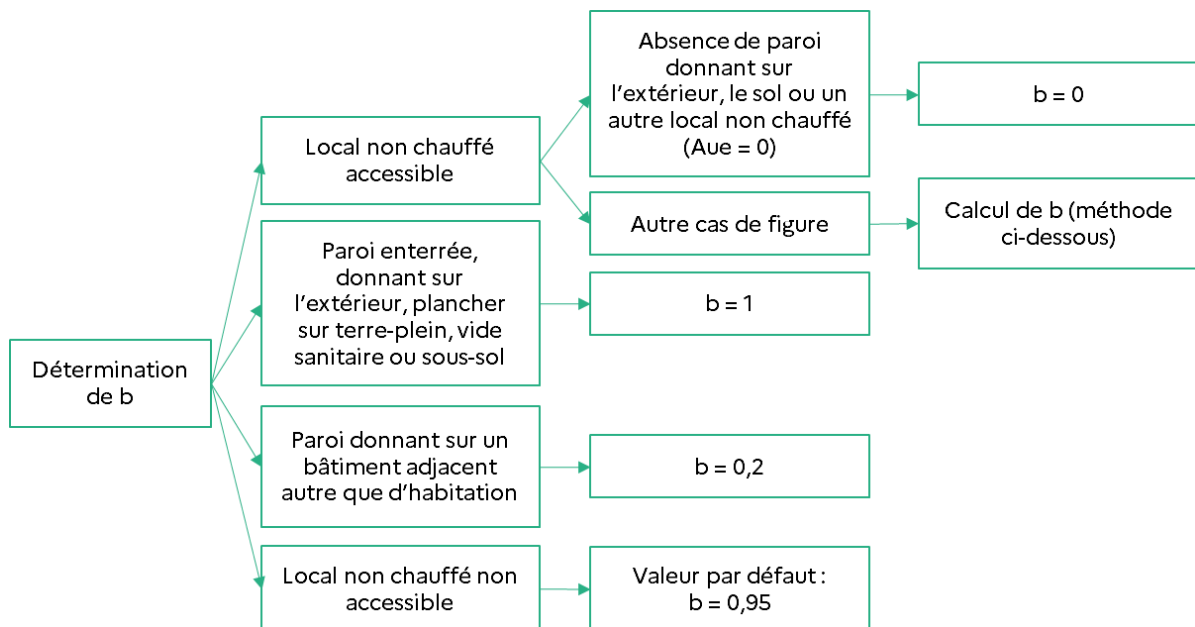 Détermination
de b
Local non chauffé
accessible
Absence de paroi
donnant sur
l'extérieur, le sol ou un
autre local non chauffé
(Aue = 0)
b = 0
Autre cas de figure
Calcul de b (méthode
ci-dessous)
Paroi enterrée,
donnant sur
l'extérieur, plancher
sur terre-plein, vide
sanitaire ou sous-sol
b = 1
Paroi donnant sur un
bâtiment adjacent
autre que d'habitation
b = 0,2
Local non chauffé non
accessible
Valeur par défaut :
b = 0,95